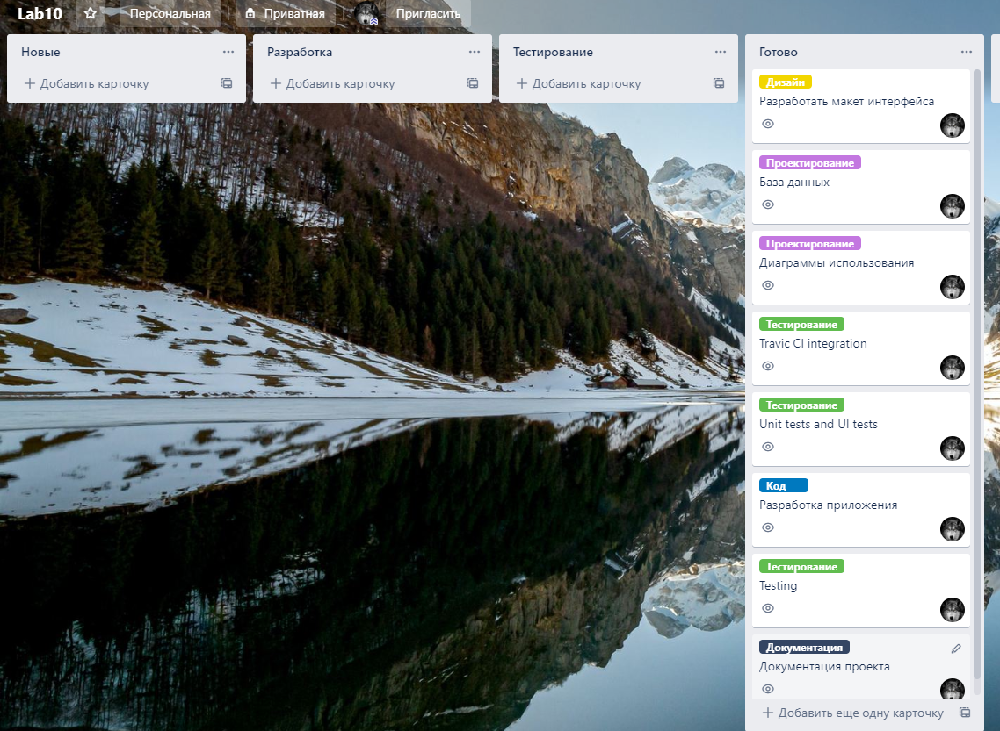 Lab10
Персональная
Приватная
Пригласить
Новые
Добавить карточку
Разработка
Добавить карточку
Тестирование
Добавить карточку
Готово
Дизайн
Разработать макет интерфейса
Проектирование
База данных
Проектирование
Диаграммы использования
Тестирование
Travic CI integration
Тестирование
Unit tests and UI tests
Код
Разработка приложения
Тестирование
Testing
Документация
Документация проекта
Добавить еще одну карточку